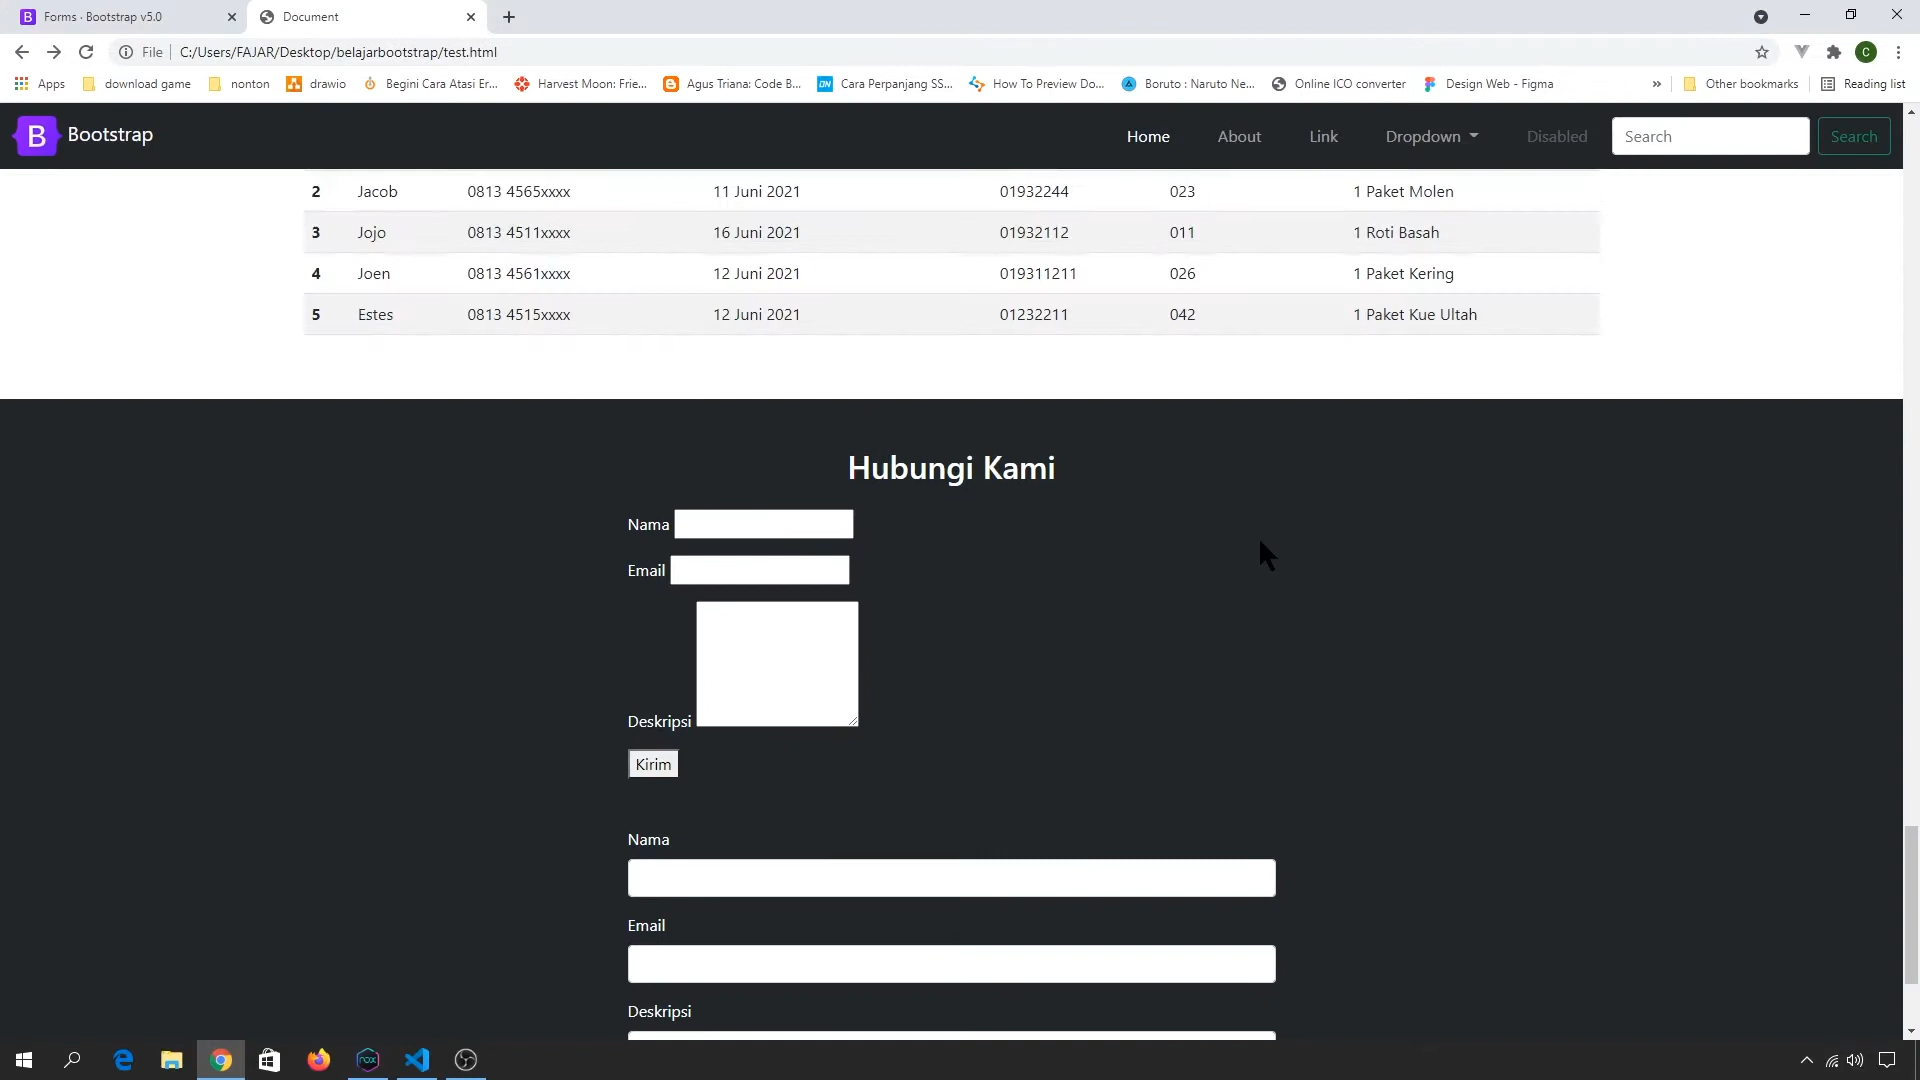 Forms · Bootstrap v5.0
Document
File
C:/Users/FAJAR/Desktop/belajarbootstrap/test.html
C
Apps
download game
nonton
drawio
Begini Cara Atasi Er...
Harvest Moon: Frie...
Agus Triana: Code B...
Cara Perpanjang SS...
How To Preview Do...
Boruto : Naruto Ne...
Online ICO converter
Design Web - Figma
»
Other bookmarks
Reading list
B Bootstrap
Home
About
Link
Dropdown
Disabled
Search
Search
2 Jacob 0813 4565xxxx 11 Juni 2021 01932244 023 1 Paket Molen
3 Jojo 0813 4511xxxx 16 Juni 2021 01932112 011 1 Roti Basah
4 Joen 0813 4561xxxx 12 Juni 2021 019311211 026 1 Paket Kering
5 Estes 0813 4515xxxx 12 Juni 2021 01232211 042 1 Paket Kue Ultah
Hubungi Kami
Nama
Email
Deskripsi
Kirim
Nama
Email
Deskripsi